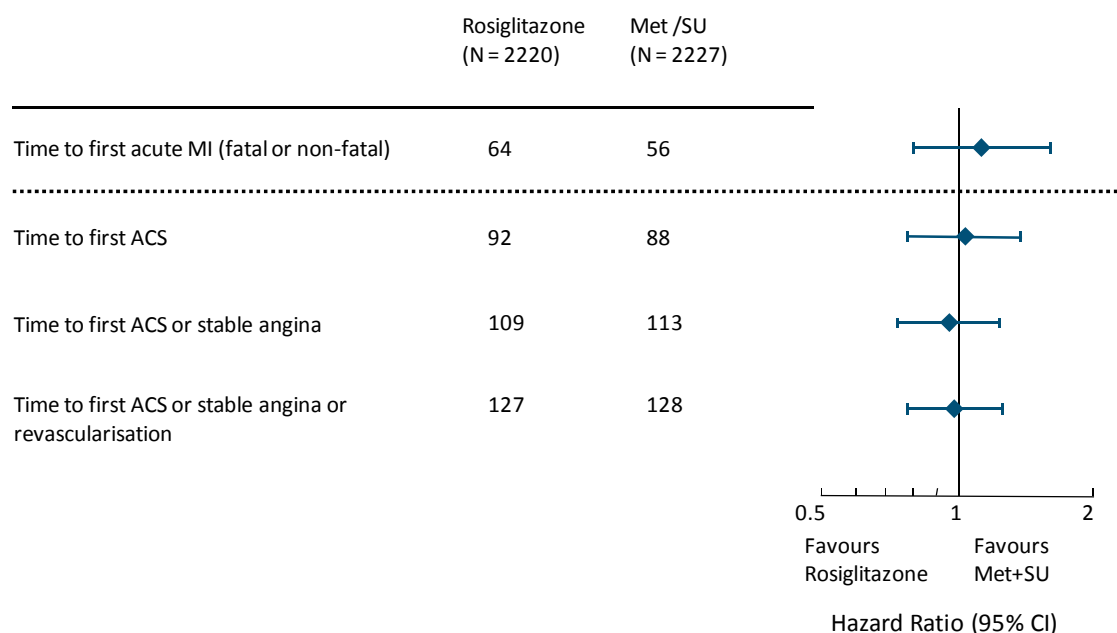 Rosiglitazone Met /SU
(N = 2220) (N = 2227)
Time to first acute MI (fatal or non-fatal) 64 56
Time to first ACS 92 88
Time to first ACS or stable angina 109 113
Time to first ACS or stable angina or 127 128
revascularisation
0.5 1 2
Favours Favours
Rosiglitazone Met+SU
Hazard Ratio (95% CI)